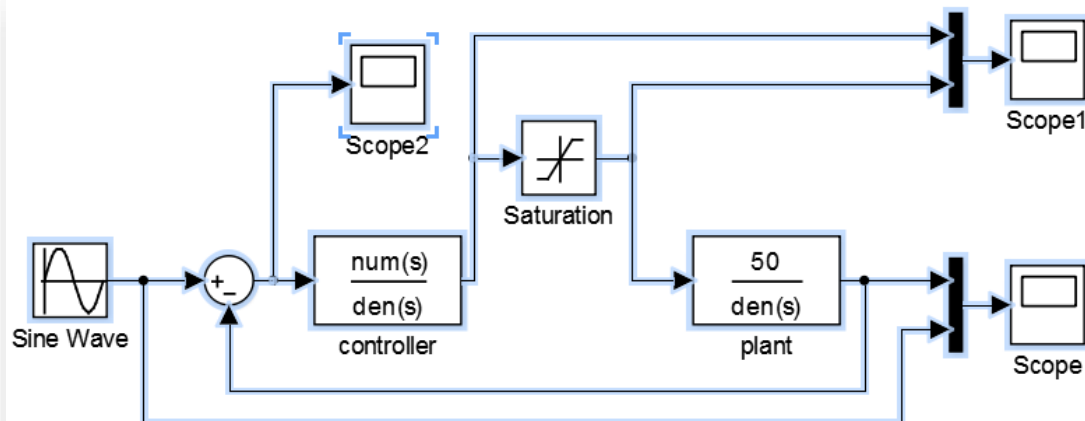 Scope2
Scope1
Saturation
+
−
num(s)
den(s)
50
den(s)
Sine Wave
controller
plant
Scope